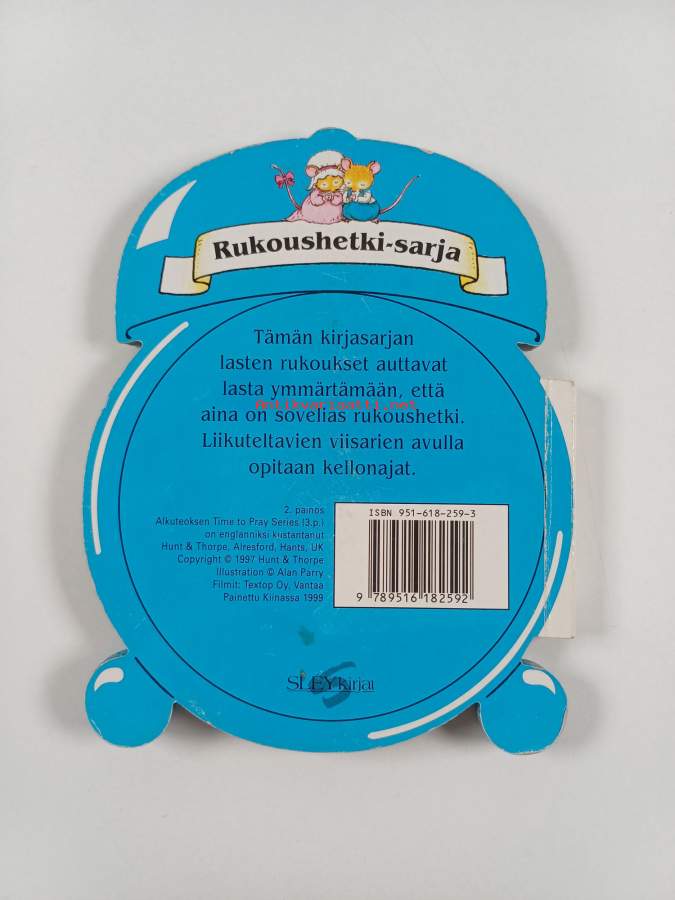 Rukoushetki-sarja
Tämän kirjasarjan
lasten rukoukset auttavat
lasta ymmärtämään, että
Antikvariaatti.net
aina on sovelias rukoushetki.
Liikuteltavien viisarien avulla
opitaan kellonajat.
2. painos
Alkuteoksen Time to Pray Series (3.p.)
on englanniksi kustantanut
Hunt & Thorpe, Alresford, Hants, UK
Copyright © 1997 Hunt & Thorpe
Illustration © Alan Parry
Filmit: Textop Oy, Vantaa
Painettu Kiinassa 1999
ISBN 951-618-259-3
9 789516 182592
SLEY kirjat